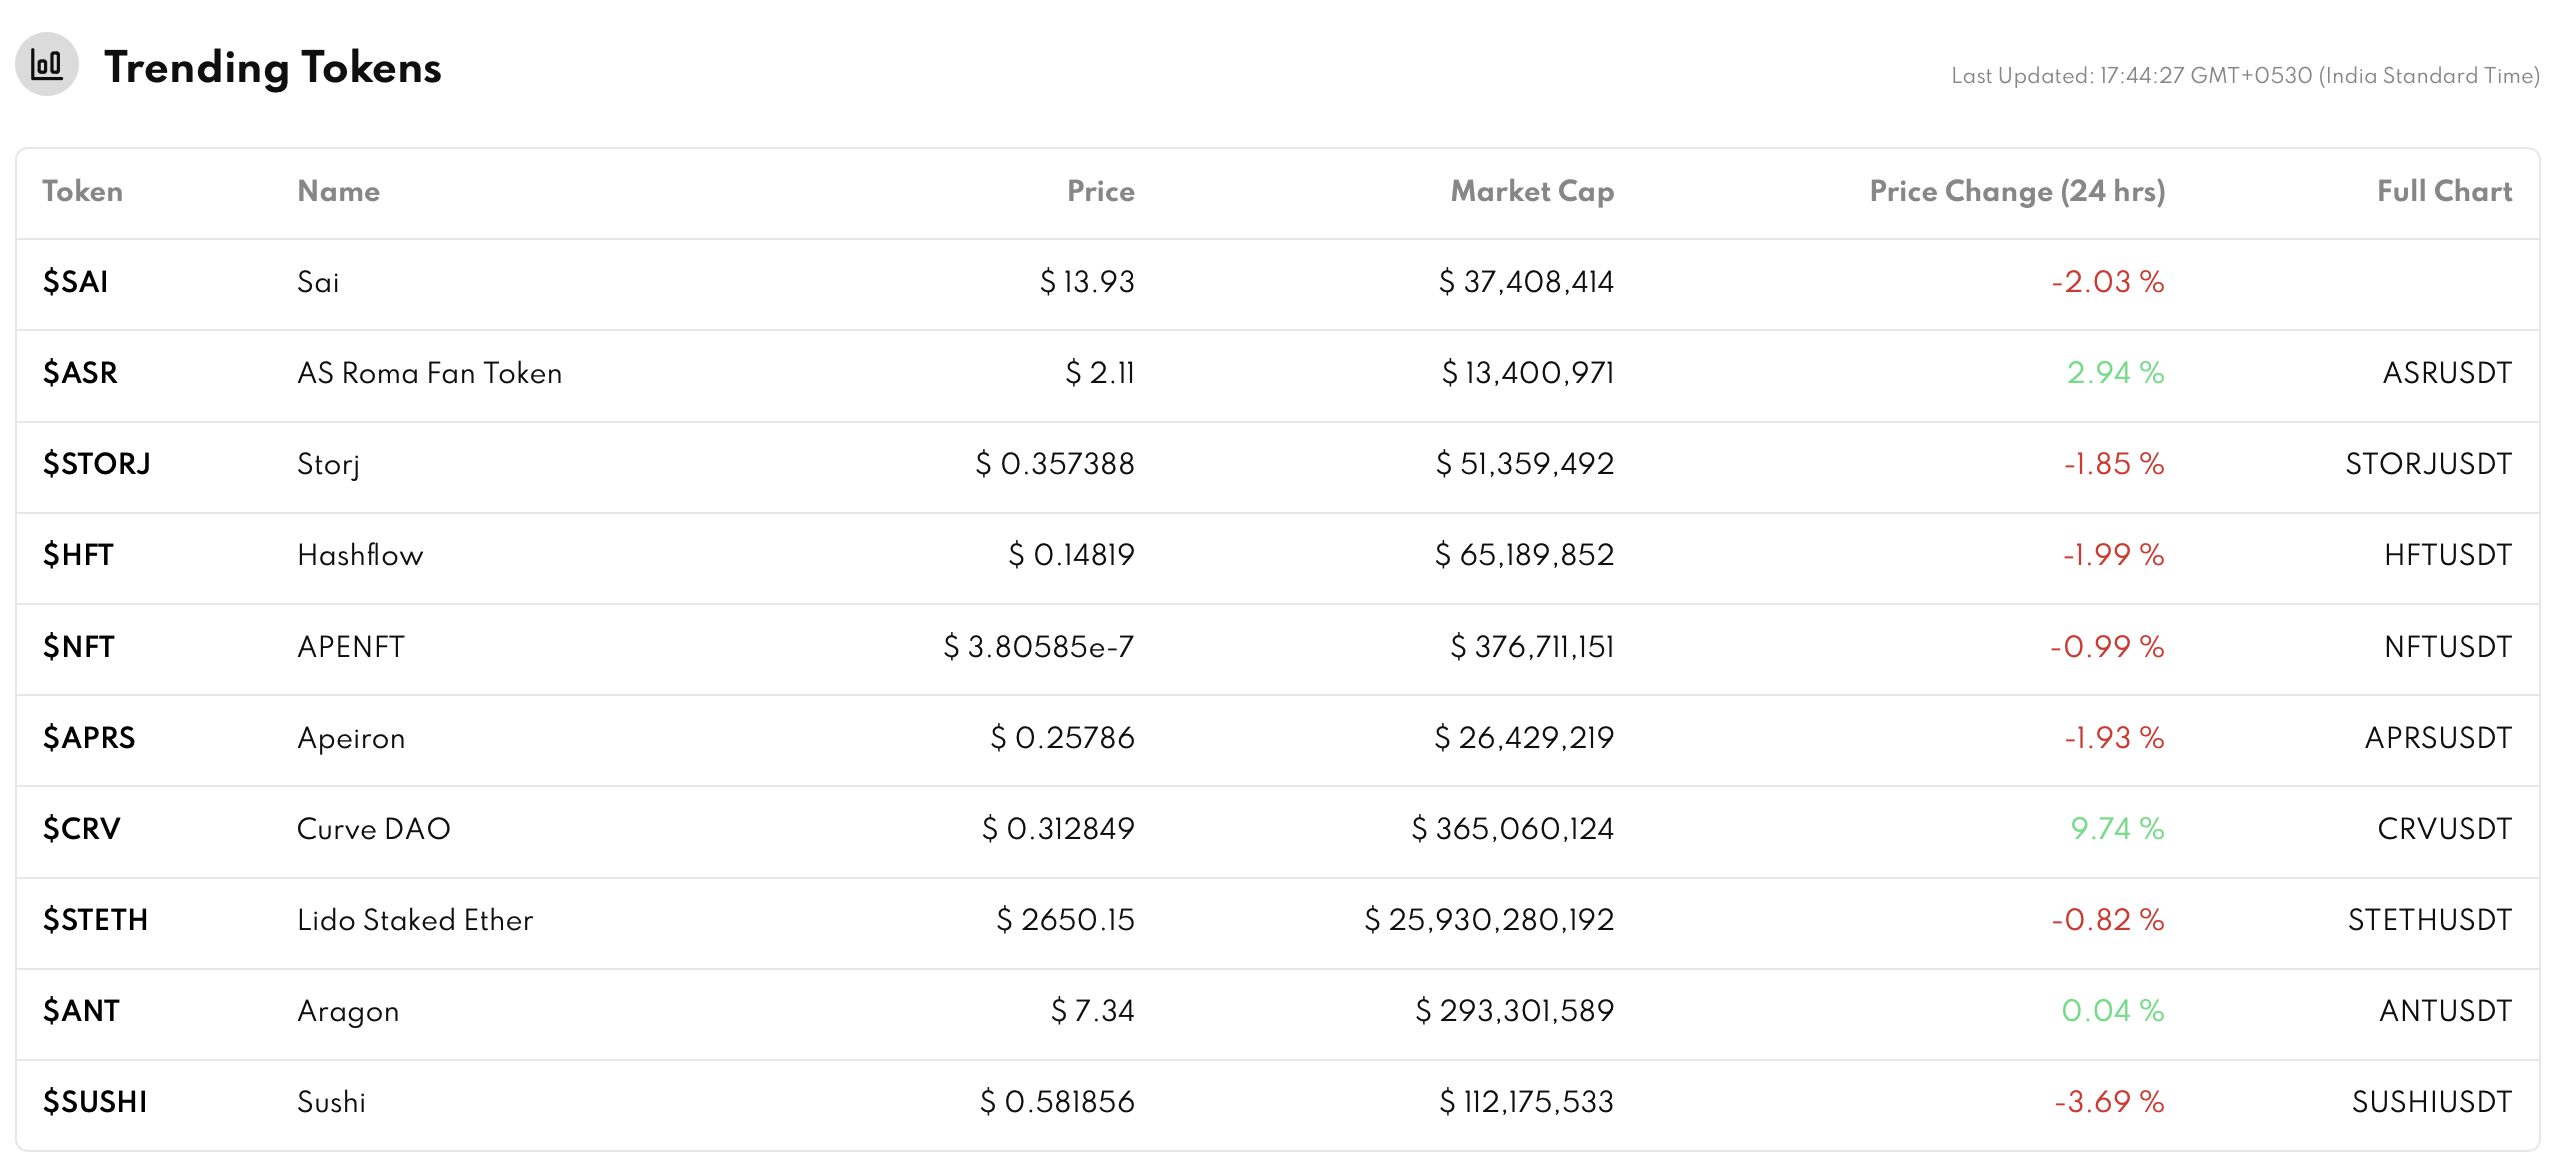 Trending Tokens
Last Updated: 17:44:27 GMT+0530 (India Standard Time)
Token Name Price Market Cap Price Change (24 hrs) Full Chart
$SAI Sai $ 13.93 $ 37,408,414 -2.03 %
$ASR AS Roma Fan Token $ 2.11 $ 13,400,971 2.94 % ASRUSDT
$STORJ Storj $ 0.357388 $ 51,359,492 -1.85 % STORJUSDT
$HFT Hashflow $ 0.14819 $ 65,189,852 -1.99 % HFTUSDT
$NFT APENFT $ 3.80585e-7 $ 376,711,151 -0.99 % NFTUSDT
$APRS Apeiron $ 0.25786 $ 26,429,219 -1.93 % APRSUSDT
$CRV Curve DAO $ 0.312849 $ 365,060,124 9.74 % CRVUSDT
$STETH Lido Staked Ether $ 2650.15 $ 25,930,280,192 -0.82 % STETHUSDT
$ANT Aragon $ 7.34 $ 293,301,589 0.04 % ANTUSDT
$SUSHI Sushi $ 0.581856 $ 112,175,533 -3.69 % SUSHIUSDT